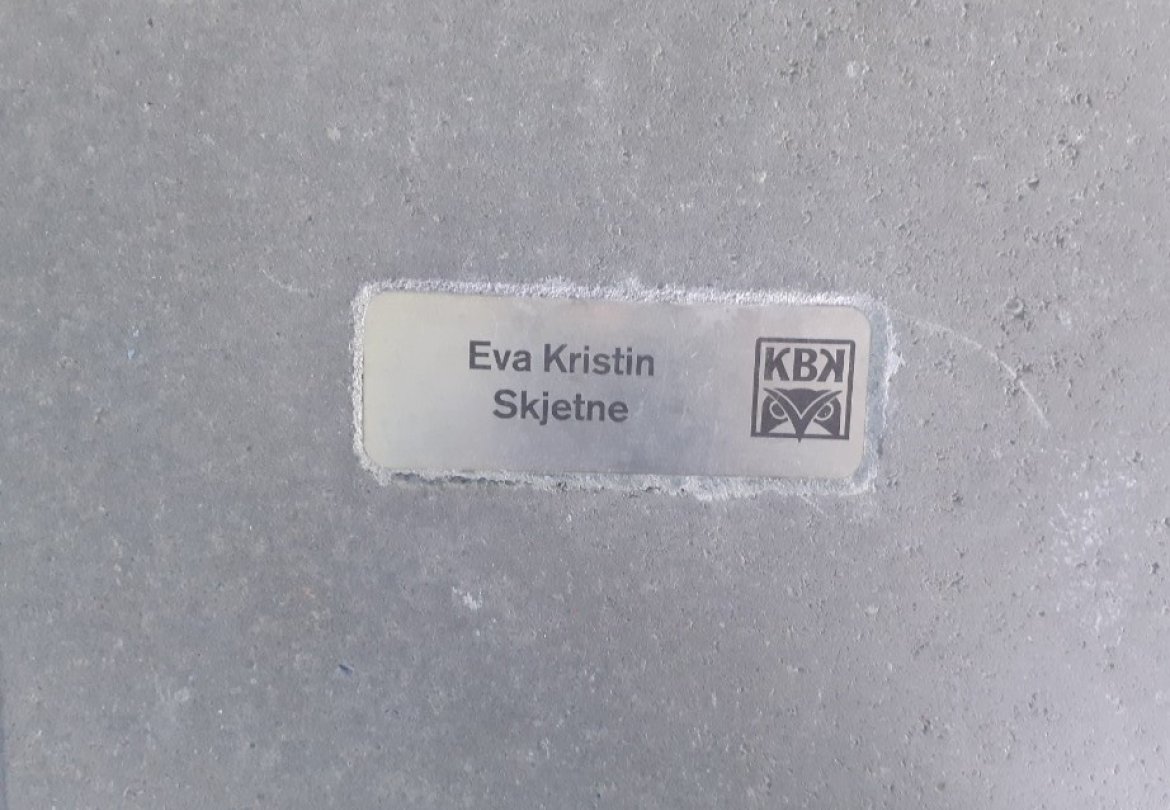 Eva Kristin
Skjetne
KBK